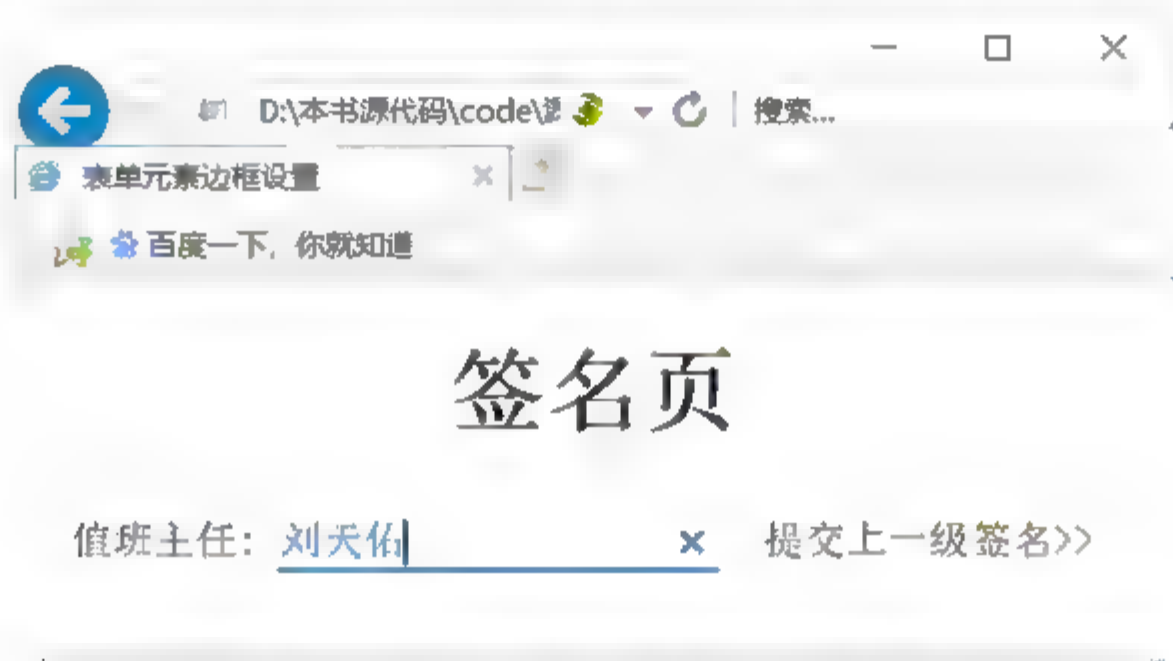 D:\本书源代码\code\源 搜索...
表单元素边框设置
百度一下，你就知道
签名页
值班主任： 刘天佑 提交上一级签名>>